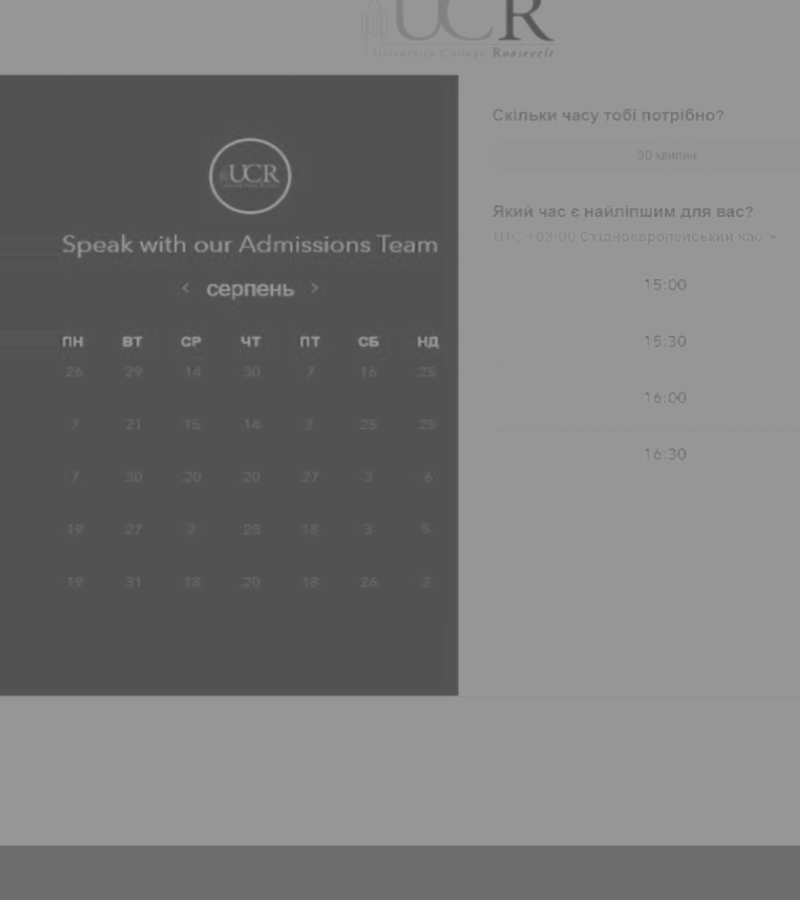 UCR
University College Roosevelt
UCR
Speak with our Admissions Team
< серпень >
ПН ВТ СР ЧТ ПТ СБ НД
26 29 14 30 7 16 25
7 21 15 14 2 25 25
7 30 20 20 27 3 6
19 27 2 28 18 3 5
19 31 18 20 18 26 2
Скільки часу тобі потрібно?
30 хвилин
Який час є найліпшим для вас?
UTC +03:00 Східноєвропейський час
15:00
15:30
16:00
16:30